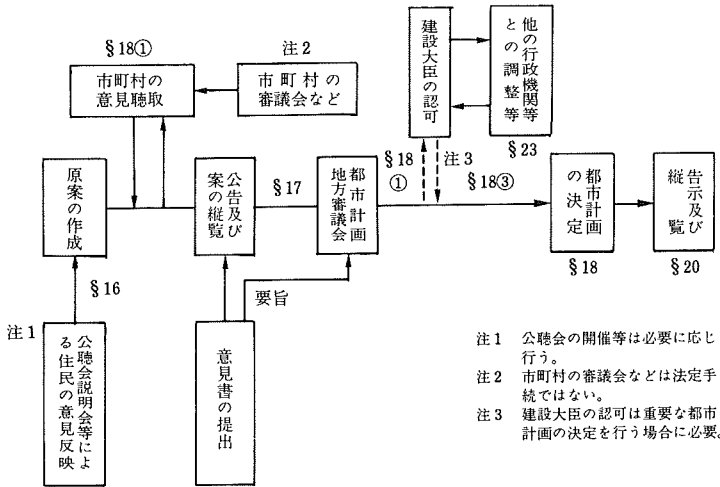 §18①
市町村の
意見聴取
注2
市町村の
審議会など
建設大臣の認可
他の行政機関等
との調整等
§23
原案の作成
公告及び
案の縦覧
§17
都市計画
地方審議会
§18
①
注3
§18③
都市計画
の決定
§18
告示及び
縦覧
§20
§16
注1
公聴会説明会等によ
る住民の意見反映
意見書の提出
要旨
注1 公聴会の開催等は必要に応じ
行う。
注2 市町村の審議会などは法定手
続ではない。
注3 建設大臣の認可は重要な都市
計画の決定を行う場合に必要。